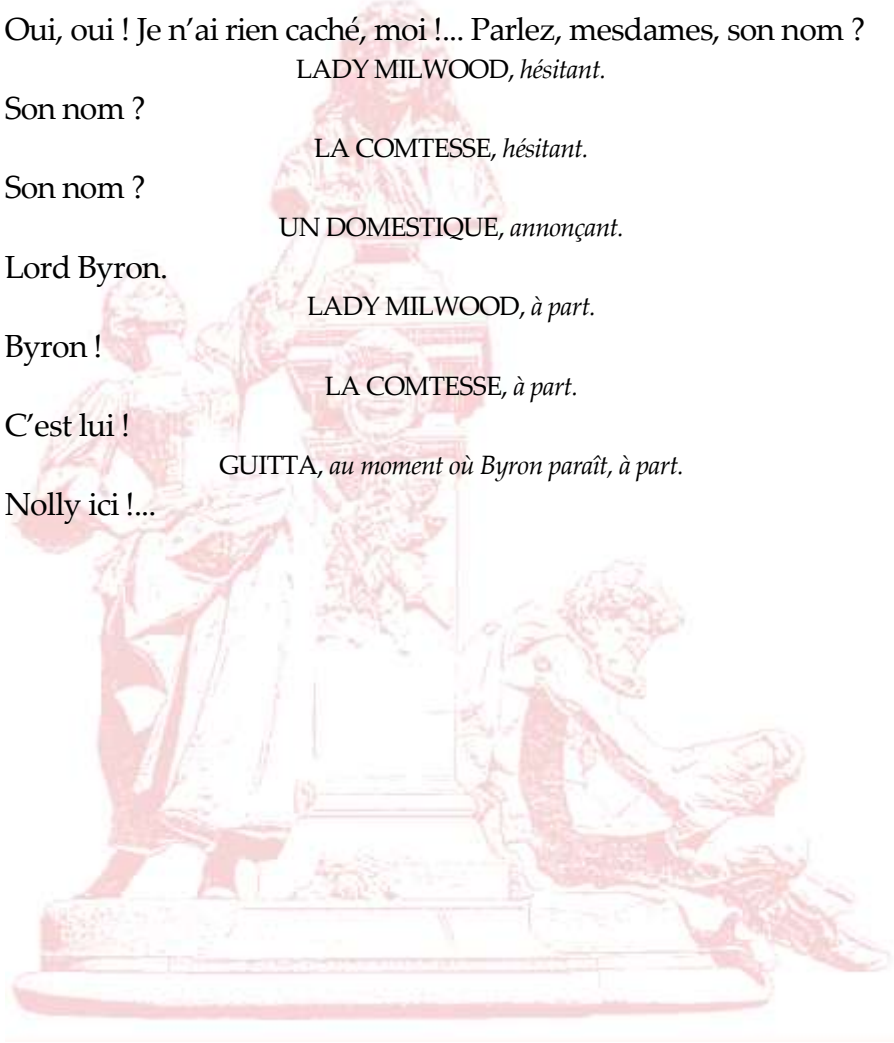 Oui, oui ! Je n’ai rien caché, moi !... Parlez, mesdames, son nom ?
LADY MILWOOD, hésitant.
Son nom ?
LA COMTESSE, hésitant.
Son nom ?
UN DOMESTIQUE, annonçant.
Lord Byron.
LADY MILWOOD, à part.
Byron !
LA COMTESSE, à part.
C’est lui !
GUITTA, au moment où Byron paraît, à part.
Nolly ici !...